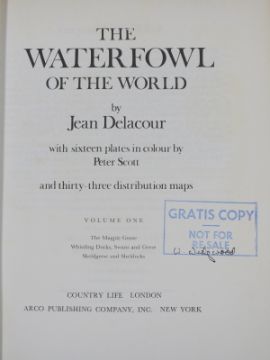 THE
WATERFOWL
OF THE WORLD
by
Jean Delacour
with sixteen plates in colour by
Peter Scott
and thirty-three distribution maps
VOLUME ONE
The Magpie Goose
Whistling Ducks, Swans and Geese
Sheldgeese and Shelducks
GRATIS COPY
NOT FOR
RESALE
COUNTRY LIFE LONDON
ARCO PUBLISHING COMPANY, INC. NEW YORK